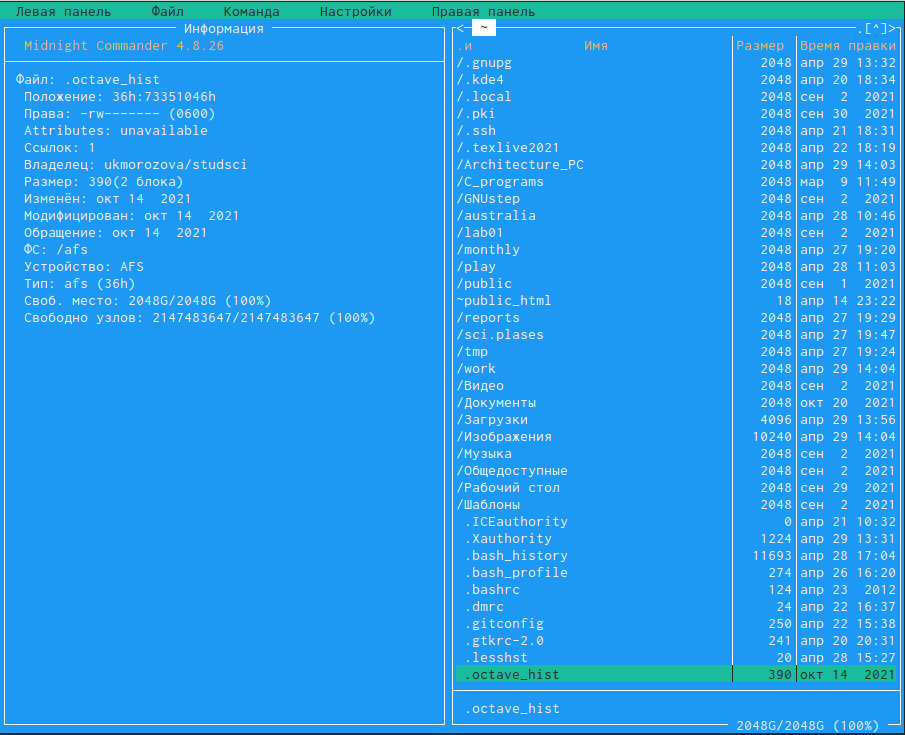 Левая панель Файл Команда Настройки Правая панель
Информация
Midnight Commander 4.8.26
Файл: .octave_hist
Положение: 36h:73351046h
Права: -rw------- (0600)
Attributes: unavailable
Ссылок: 1
Владелец: ukmorozova/studsci
Размер: 390(2 блока)
Изменён: окт 14 2021
Модифицирован: окт 14 2021
Обращение: окт 14 2021
ФС: /afs
Устройство: AFS
Тип: afs (36h)
Своб. место: 2048G/2048G (100%)
Свободно узлов: 2147483647/2147483647 (100%)
<─ ~ .[^]>
.и Имя Размер Время правки
/.gnupg 2048 апр 29 13:32
/.kde4 2048 апр 20 18:34
/.local 2048 сен 2 2021
/.pki 2048 сен 30 2021
/.ssh 2048 апр 21 18:31
/.texlive2021 2048 апр 22 18:19
/Architecture_PC 2048 апр 29 14:03
/C_programs 2048 мар 9 11:49
/GNUstep 2048 сен 2 2021
/australia 2048 апр 28 10:46
/lab01 2048 сен 2 2021
/monthly 2048 апр 27 19:20
/play 2048 апр 28 11:03
/public 2048 сен 1 2021
~public_html 18 апр 14 23:22
/reports 2048 апр 27 19:29
/sci.plases 2048 апр 27 19:47
/tmp 2048 апр 27 19:24
/work 2048 апр 29 14:04
/Видео 2048 сен 2 2021
/Документы 2048 окт 20 2021
/Загрузки 4096 апр 29 13:56
/Изображения 10240 апр 29 14:04
/Музыка 2048 сен 2 2021
/Общедоступные 2048 сен 2 2021
/Рабочий стол 2048 сен 29 2021
/Шаблоны 2048 сен 2 2021
.ICEauthority 0 апр 21 10:32
.Xauthority 1224 апр 29 13:31
.bash_history 11693 апр 28 17:04
.bash_profile 274 апр 26 16:20
.bashrc 124 апр 23 2012
.dmrc 24 апр 22 16:37
.gitconfig 250 апр 22 15:38
.gtkrc-2.0 241 апр 20 20:31
.lesshst 20 апр 28 15:27
.octave_hist 390 окт 14 2021
.octave_hist
2048G/2048G (100%)